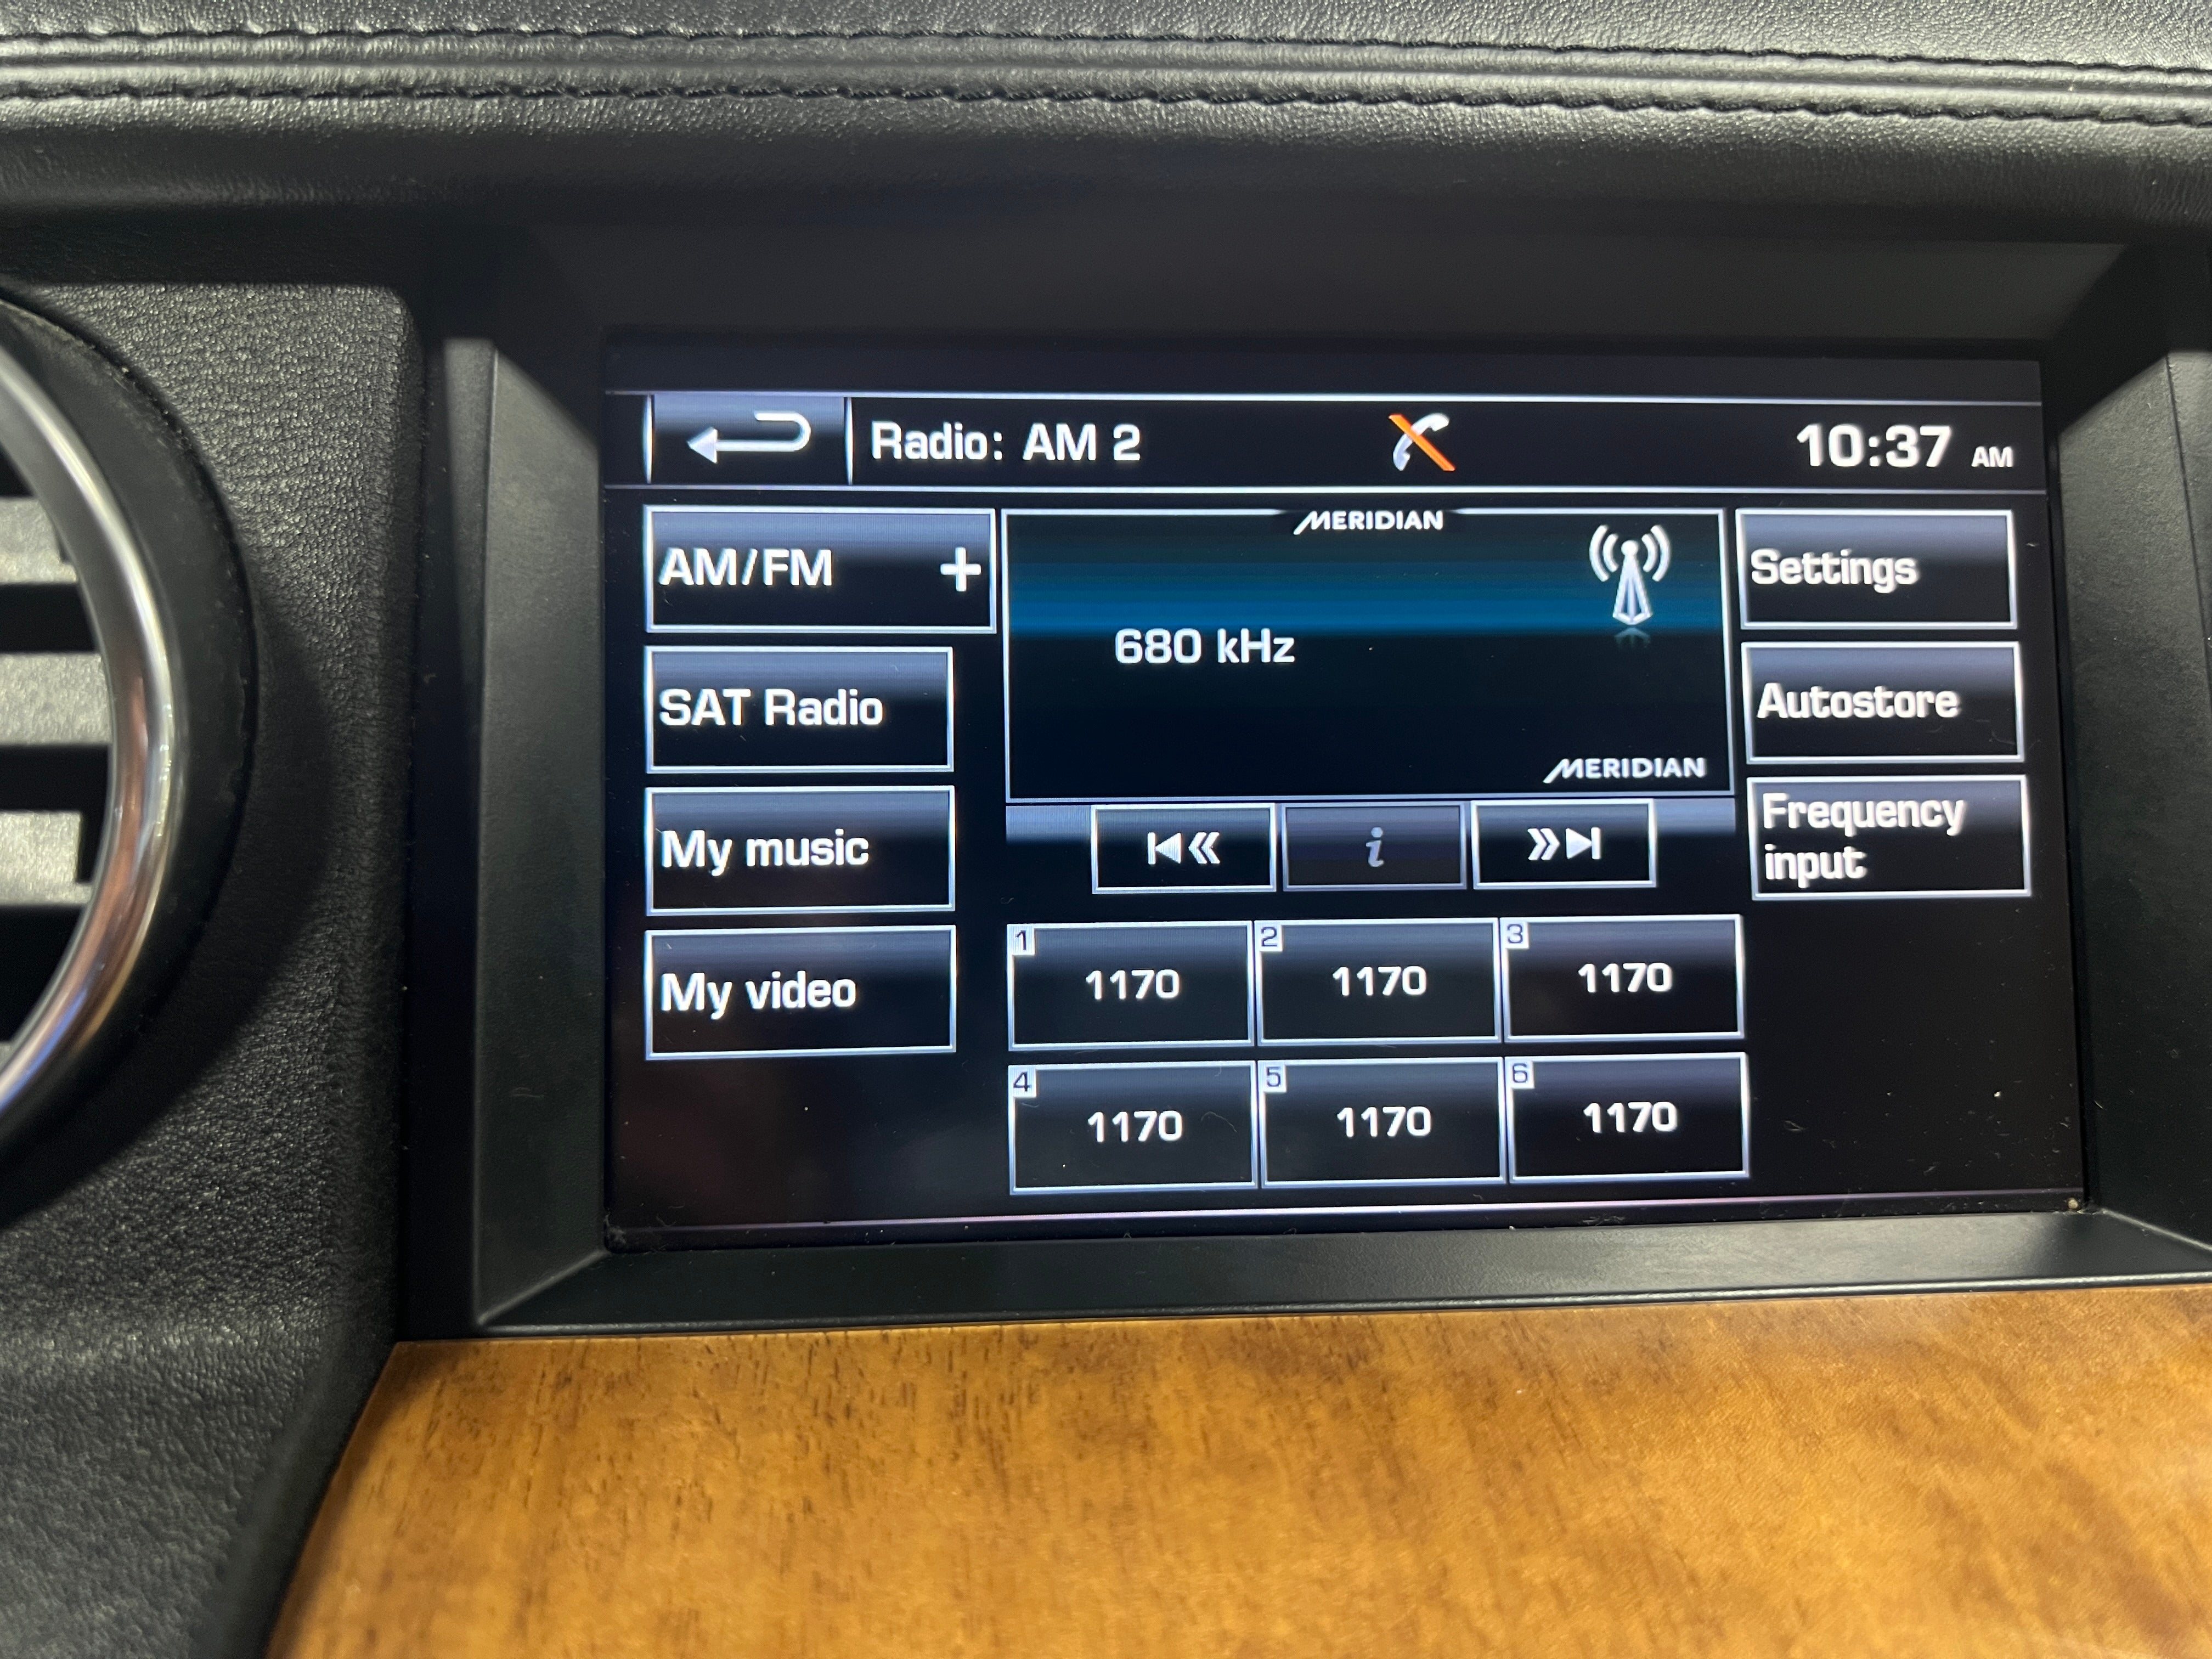 Radio: AM 2
10:37 AM
AM/FM +
MERIDIAN
Settings
680 kHz
SAT Radio
Autostore
MERIDIAN
My music
i
Frequency
input
My video
1
1170
2
1170
3
1170
4
1170
5
1170
6
1170